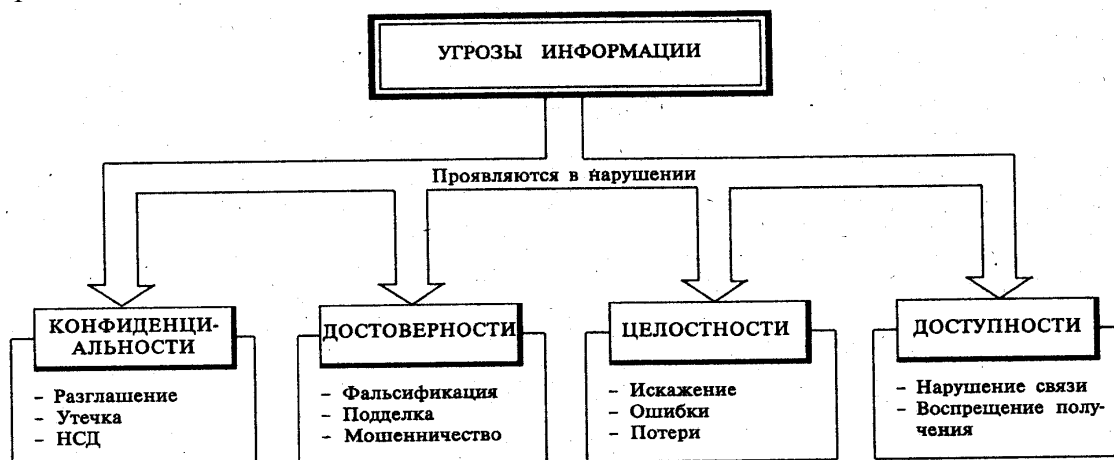 УГРОЗЫ ИНФОРМАЦИИ
Проявляются в нарушении
КОНФИДЕНЦИ-
АЛЬНОСТИ
- Разглашение
- Утечка
- НСД
ДОСТОВЕРНОСТИ
- Фальсификация
- Подделка
- Мошенничество
ЦЕЛОСТНОСТИ
- Искажение
- Ошибки
- Потери
ДОСТУПНОСТИ
- Нарушение связи
- Воспрещение полу-
чения